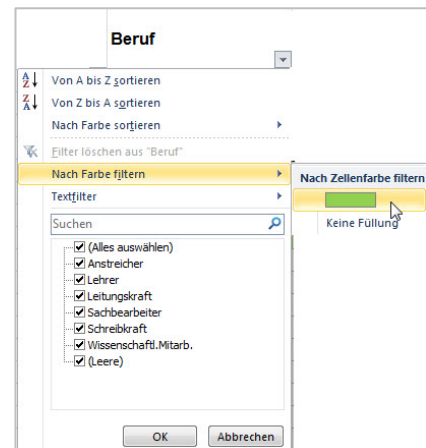 Beruf
Von A bis Z sortieren
Von Z bis A sortieren
Nach Farbe sortieren
Filter löschen aus "Beruf"
Nach Farbe filtern
Nach Zellenfarbe filtern
Textfilter
Keine Füllung
Suchen
(Alles auswählen)
Anstreicher
Lehrer
Leitungskraft
Sachbearbeiter
Schreibkraft
Wissenschaftl.Mitarb.
(Leere)
OK Abbrechen